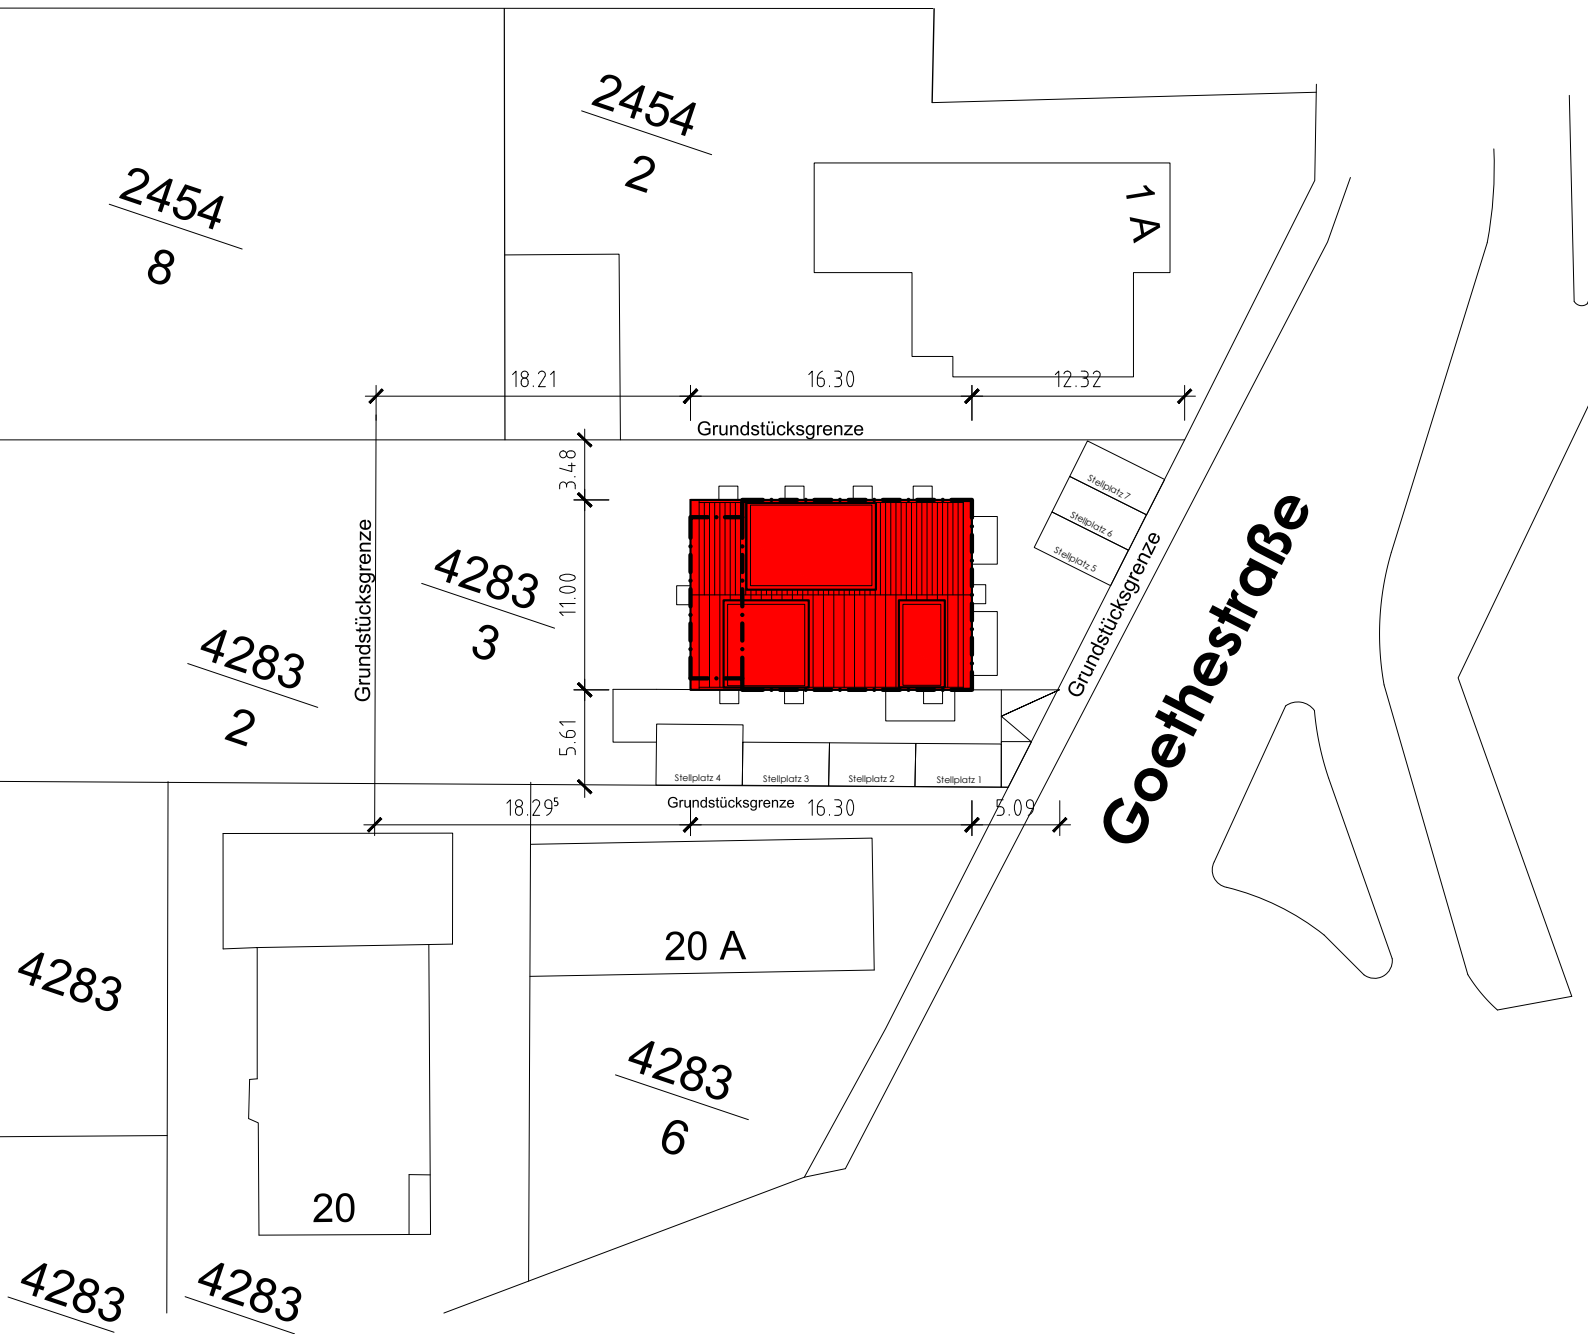 2454
2
2454
8
1 A
18.21
16.30
12.32
Grundstücksgrenze
3.48
Stellplatz 7
Stellplatz 6
Stellplatz 5
Grundstücksgrenze
4283
3
11.00
Grundstücksgrenze
Goethestraße
4283
2
5.61
Stellplatz 4
Stellplatz 3
Stellplatz 2
Stellplatz 1
Grundstücksgrenze
18.29⁵
16.30
5.09
20 A
4283
4283
6
20
4283
4283